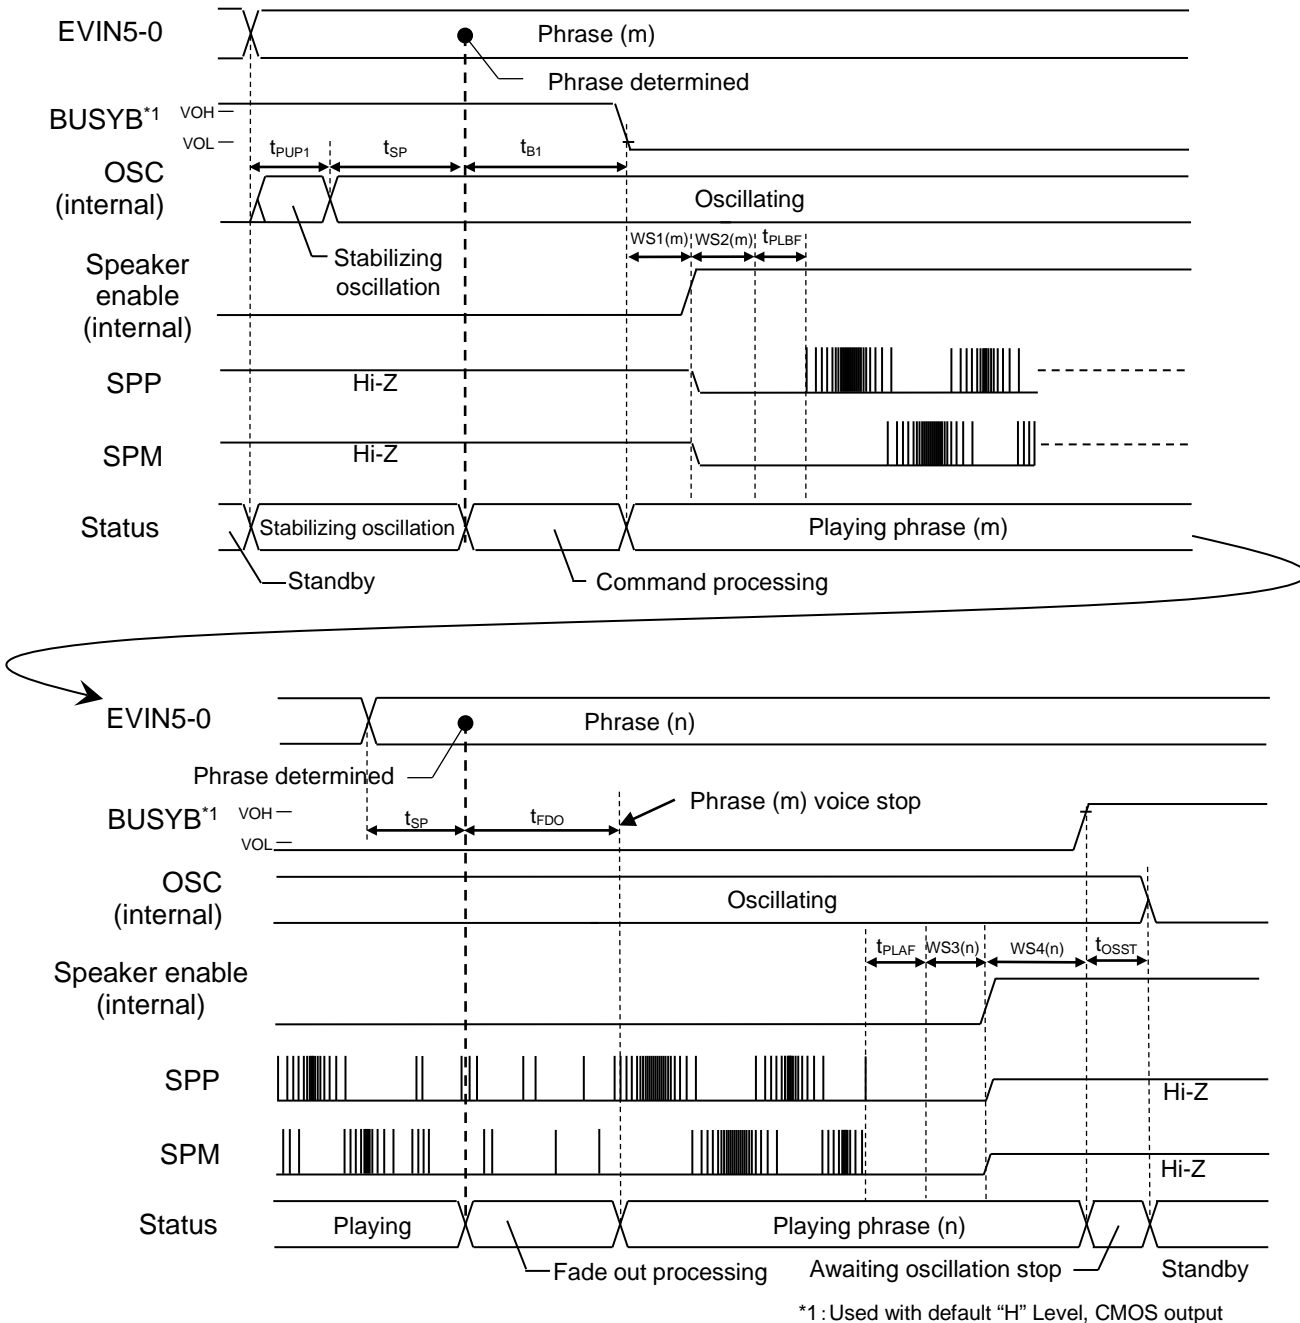 EVIN5-0
Phrase (m)
Phrase determined
BUSYB*1
VOH
VOL
tPUP1
tSP
tB1
OSC
(internal)
Oscillating
Stabilizing
oscillation
WS1(m)
WS2(m)
tPLBF
Speaker
enable
(internal)
SPP
Hi-Z
SPM
Hi-Z
Status
Stabilizing oscillation
Playing phrase (m)
Standby
Command processing
EVIN5-0
Phrase (n)
Phrase determined
BUSYB*1
VOH
VOL
tSP
tFDO
Phrase (m) voice stop
OSC
(internal)
Oscillating
tPLAF
WS3(n)
WS4(n)
tOSST
Speaker enable
(internal)
SPP
Hi-Z
SPM
Hi-Z
Status
Playing
Playing phrase (n)
Fade out processing
Awaiting oscillation stop
Standby
*1:Used with default “H” Level, CMOS output